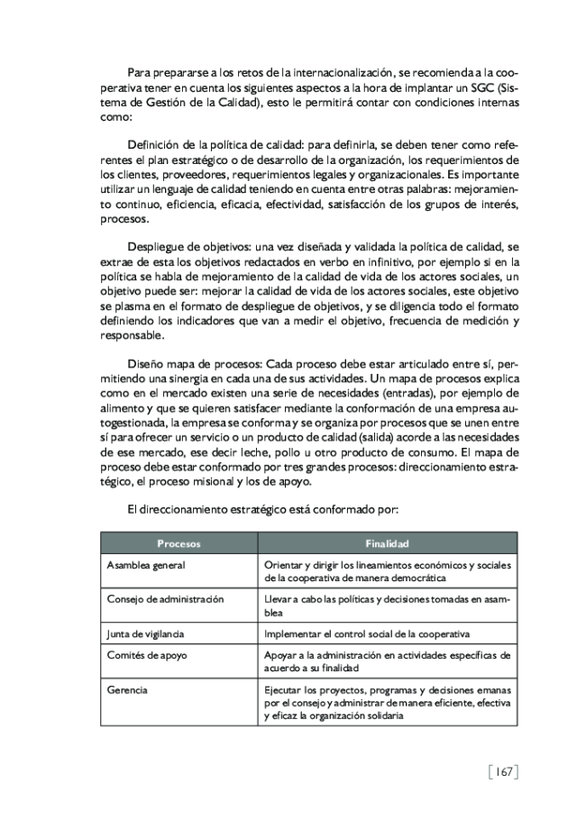 Para prepararse a los retos de la internacionalización, se recomienda a la coo-
perativa tener en cuenta los siguientes aspectos a la hora de implantar un SGC (Sis-
tema de Gestión de la Calidad), esto le permitirá contar con condiciones internas
como:
Definición de la política de calidad: para definirla, se deben tener como refe-
rentes el plan estratégico o de desarrollo de la organización, los requerimientos de
los clientes, proveedores, requerimientos legales y organizacionales. Es importante
utilizar un lenguaje de calidad teniendo en cuenta entre otras palabras: mejoramien-
to continuo, eficiencia, eficacia, efectividad, satisfacción de los grupos de interés,
procesos.
Despliegue de objetivos: una vez diseñada y validada la política de calidad, se
extrae de esta los objetivos redactados en verbo en infinitivo, por ejemplo si en la
política se habla de mejoramiento de la calidad de vida de los actores sociales, un
objetivo puede ser: mejorar la calidad de vida de los actores sociales, este objetivo
se plasma en el formato de despliegue de objetivos, y se diligencia todo el formato
definiendo los indicadores que van a medir el objetivo, frecuencia de medición y
responsable.
Diseño mapa de procesos: Cada proceso debe estar articulado entre sí, per-
mitiendo una sinergia en cada una de sus actividades. Un mapa de procesos explica
como en el mercado existen una serie de necesidades (entradas), por ejemplo de
alimento y que se quieren satisfacer mediante la conformación de una empresa au-
togestionada, la empresa se conforma y se organiza por procesos que se unen entre
sí para ofrecer un servicio o un producto de calidad (salida) acorde a las necesidades
de ese mercado, ese decir leche, pollo u otro producto de consumo. El mapa de
proceso debe estar conformado por tres grandes procesos: direccionamiento estra-
tégico, el proceso misional y los de apoyo.
El direccionamiento estratégico está conformado por:
Procesos Finalidad
Asamblea general Orientar y dirigir los lineamientos económicos y sociales
de la cooperativa de manera democrática
Consejo de administración Llevar a cabo las políticas y decisiones tomadas en asam-
blea
Junta de vigilancia Implementar el control social de la cooperativa
Comités de apoyo Apoyar a la administración en actividades específicas de
acuerdo a su finalidad
Gerencia Ejecutar los proyectos, programas y decisiones emanas
por el consejo y administrar de manera eficiente, efectiva
y eficaz la organización solidaria
[167]